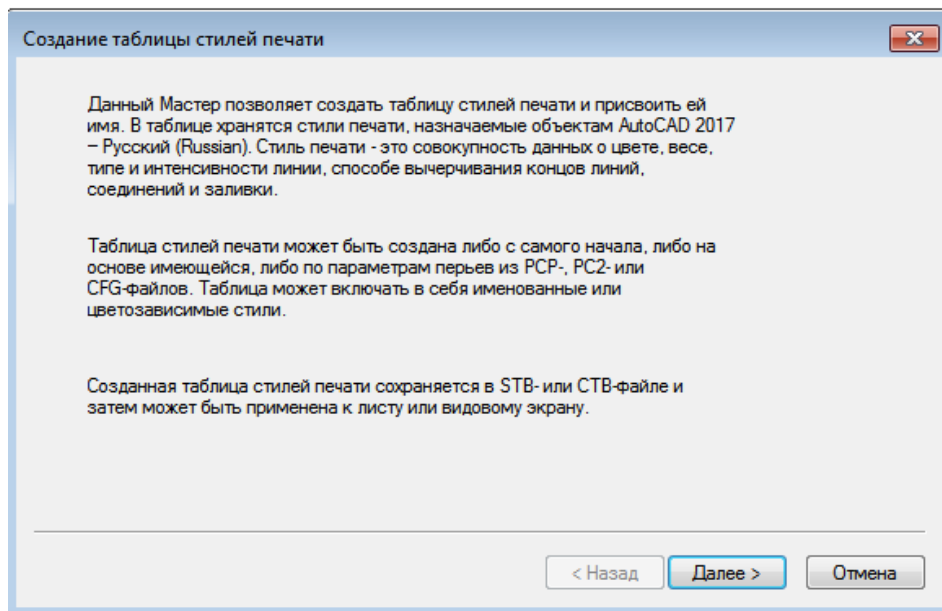 Создание таблицы стилей печати
Данный Мастер позволяет создать таблицу стилей печати и присвоить ей
имя. В таблице хранятся стили печати, назначаемые объектам AutoCAD 2017
– Русский (Russian). Стиль печати - это совокупность данных о цвете, весе,
типе и интенсивности линии, способе вычерчивания концов линий,
соединений и заливки.
Таблица стилей печати может быть создана либо с самого начала, либо на
основе имеющейся, либо по параметрам перьев из PCP-, PC2- или
CFG-файлов. Таблица может включать в себя именованные или
цветозависимые стили.
Созданная таблица стилей печати сохраняется в STB- или CTB-файле и
затем может быть применена к листу или видовому экрану.
< Назад Далее > Отмена